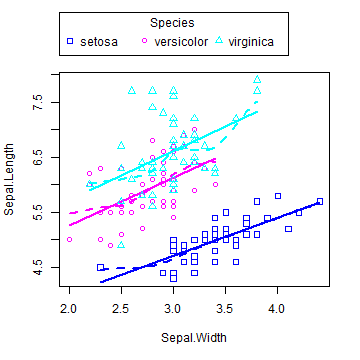 Species
setosa versicolor virginica
Sepal.Length
7.5
6.5
5.5
4.5
2.0 2.5 3.0 3.5 4.0
Sepal.Width